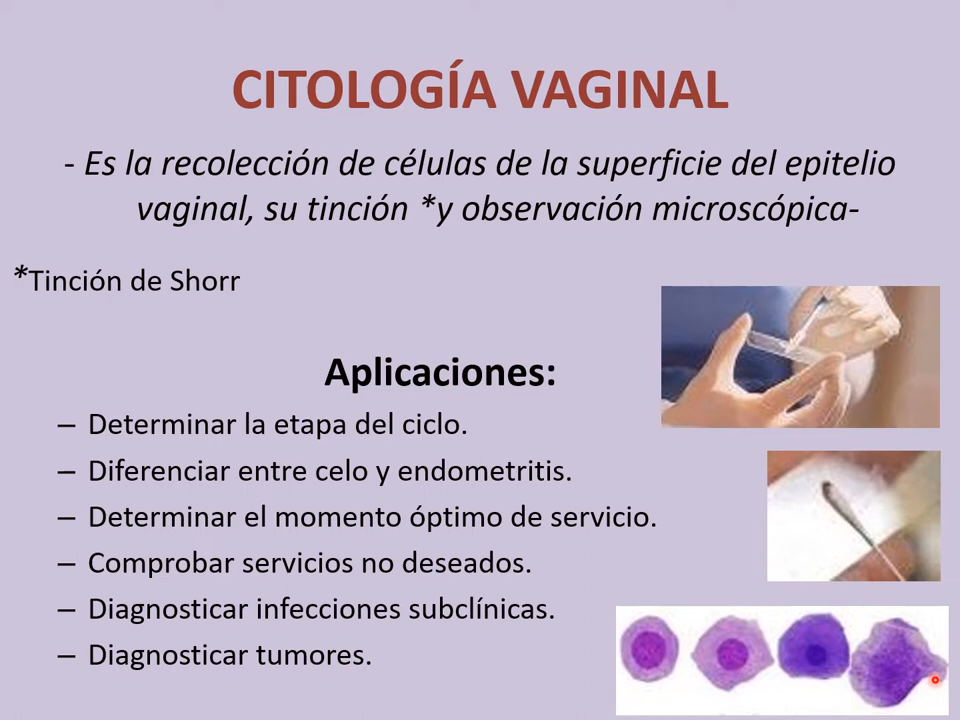 CITOLOGÍA VAGINAL
- Es la recolección de células de la superficie del epitelio
vaginal, su tinción *y observación microscópica-
*Tinción de Shorr
Aplicaciones:
– Determinar la etapa del ciclo.
– Diferenciar entre celo y endometritis.
– Determinar el momento óptimo de servicio.
– Comprobar servicios no deseados.
– Diagnosticar infecciones subclínicas.
– Diagnosticar tumores.